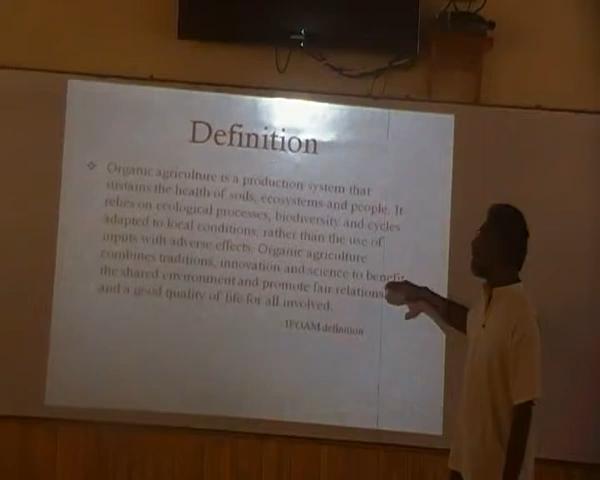 Definition
Organic agriculture is a production system that
sustains the health of soils, ecosystems and people. It
relies on ecological processes, biodiversity and cycles
adapted to local conditions, rather than the use of
inputs with adverse effects. Organic agriculture
combines traditions, innovation and science to benefit
the shared environment and promote fair relations
and a good quality of life for all involved.
IFOAM definition